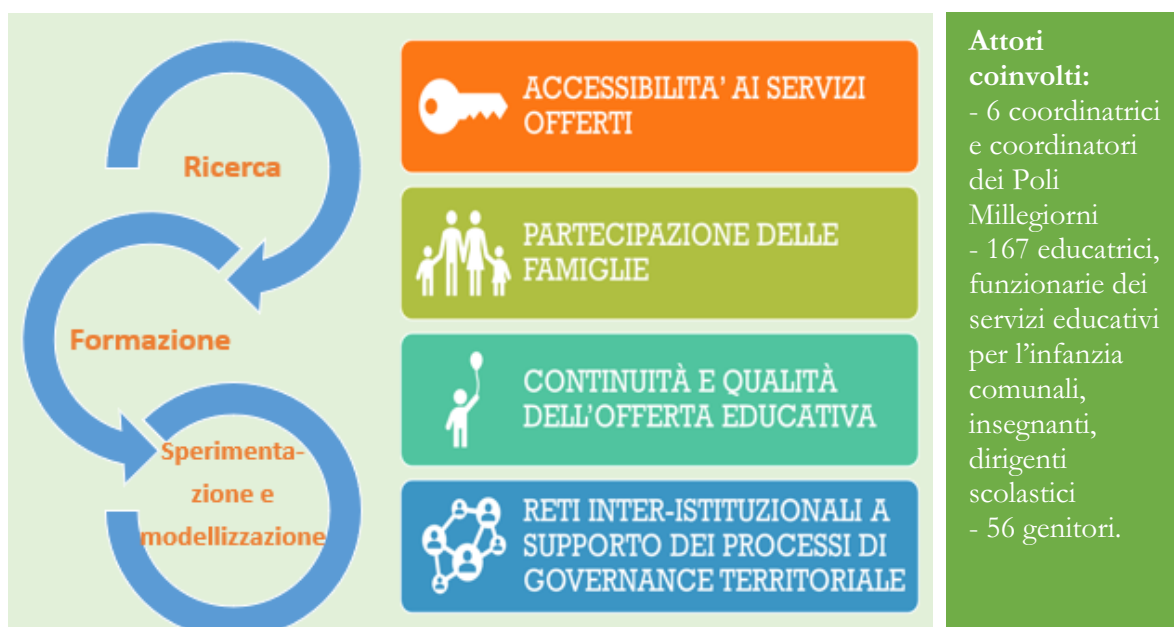 Ricerca
Formazione
Sperimenta-
zione e
modellizzazione
ACCESSIBILITA' AI SERVIZI
OFFERTI
PARTECIPAZIONE DELLE
FAMIGLIE
CONTINUITÀ E QUALITÀ
DELL'OFFERTA EDUCATIVA
RETI INTER-ISTITUZIONALI A
SUPPORTO DEI PROCESSI DI
GOVERNANCE TERRITORIALE
Attori
coinvolti:
- 6 coordinatrici
e coordinatori
dei Poli
Millegiorni
- 167 educatrici,
funzionarie dei
servizi educativi
per l'infanzia
comunali,
insegnanti,
dirigenti
scolastici
- 56 genitori.